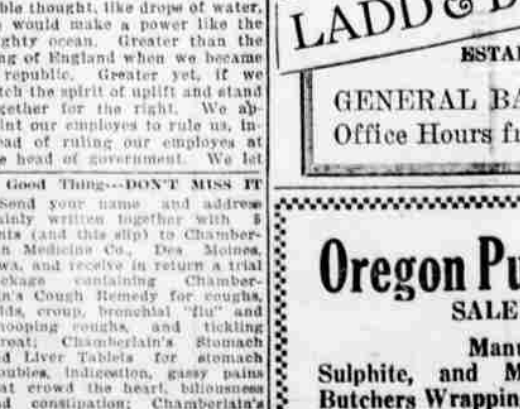 ble thought, like drops of water,
would make a power like the
ghty ocean. Greater than the
ng of England when we became
republic. Greater yet, if we
tch the spirit of uplift and stand
gether for the right. We ap-
int our employes to rule us, in-
ead of ruling our employes at
e head of government. We let
Good Thing---DON'T MISS IT
Send your name and address
ainly written together with 5
nts (and this slip) to Chamber-
n Medicine Co., Des Moines,
wa, and receive in return a trial
ckage containing Chamber-
in's Cough Remedy for coughs,
lds, croup, bronchial "flu" and
hooping coughs, and tickling
roat; Chamberlain's Stomach
d Liver Tablets for stomach
oubles, indigestion, gassy pains
at crowd the heart, biliousness
d constipation; Chamberlain's
LADD &
ESTA
GENERAL BA
Office Hours fr
Oregon Pu
SALE
Manu
Sulphite, and M
Butchers Wrappin